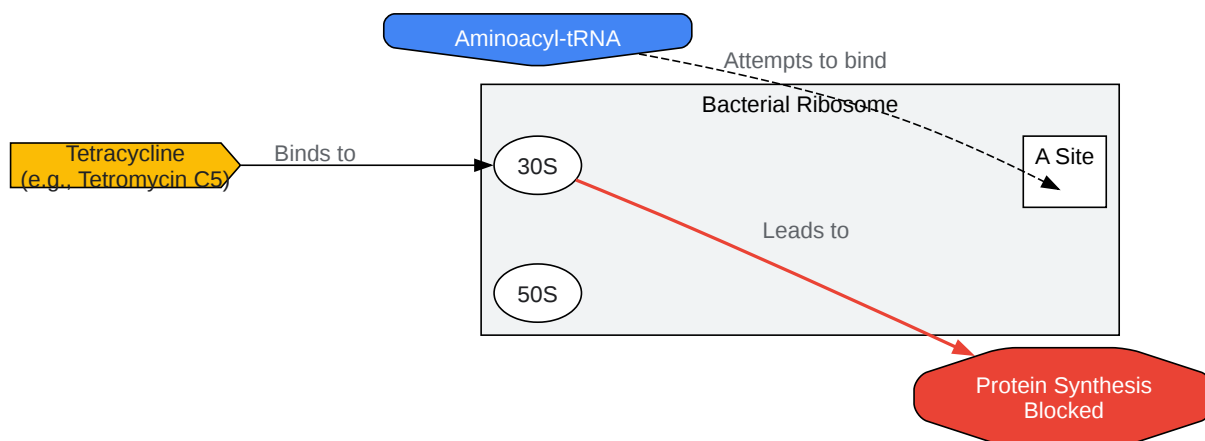 Aminoacyl-tRNA
Attempts to bind
Bacterial Ribosome
Tetracycline
(e.g., Tetromycin C5)
Binds to
30S
A Site
Leads to
50S
Protein Synthesis
Blocked